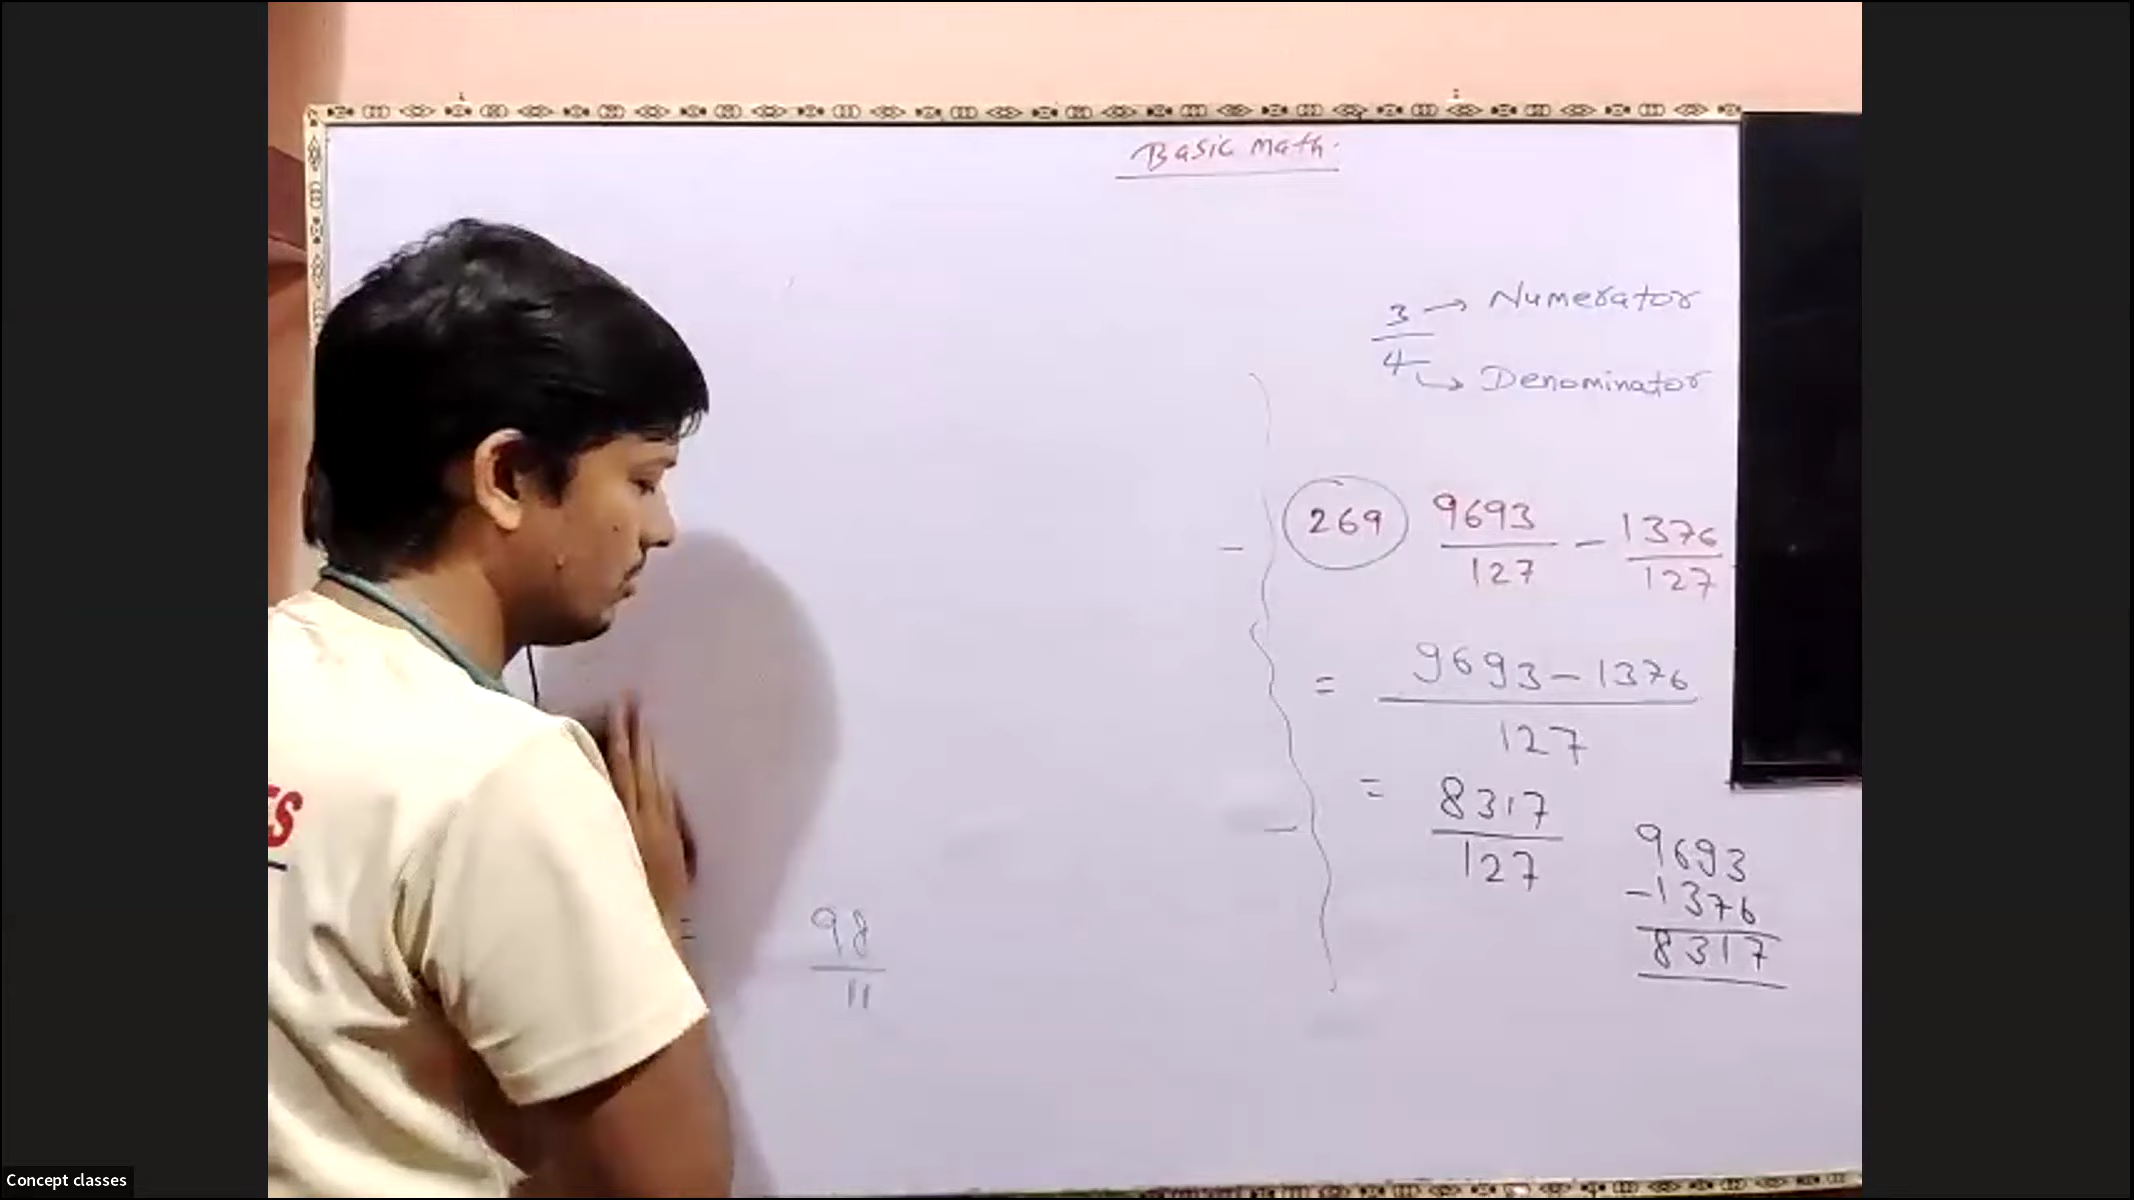 Basic Math.
3 → Numerator
4 → Denominator
269 9693/127 - 1376/127
= 9693 - 1376
127
= 8317
127
9693
-1376
8317
= 98
11
ES
Concept classes